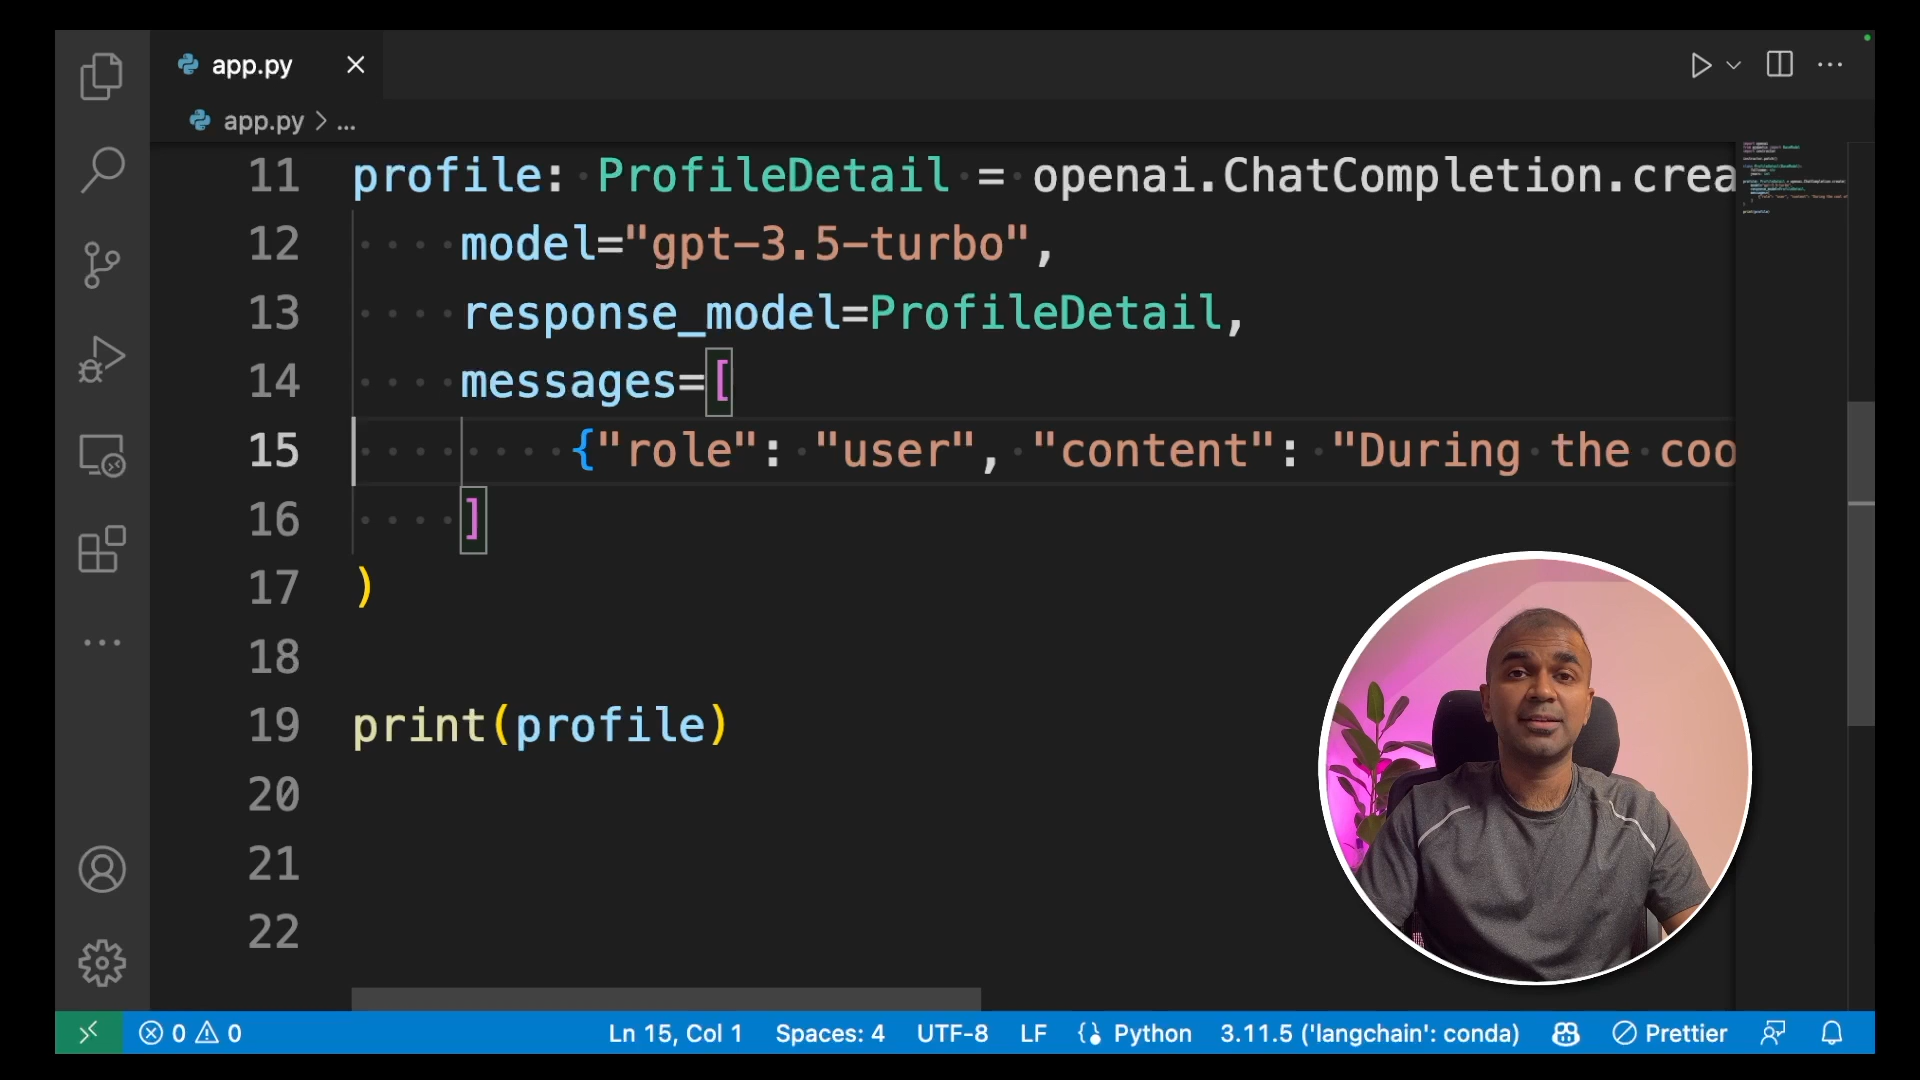 app.py
app.py > ...
11 profile: ProfileDetail = openai.ChatCompletion.crea
12 model="gpt-3.5-turbo",
13 response_model=ProfileDetail,
14 messages=[
15 {"role": "user", "content": "During the coo
16 ]
17 )
18
19 print(profile)
20
21
22
0 0 Ln 15, Col 1 Spaces: 4 UTF-8 LF Python 3.11.5 ('langchain': conda) Prettier